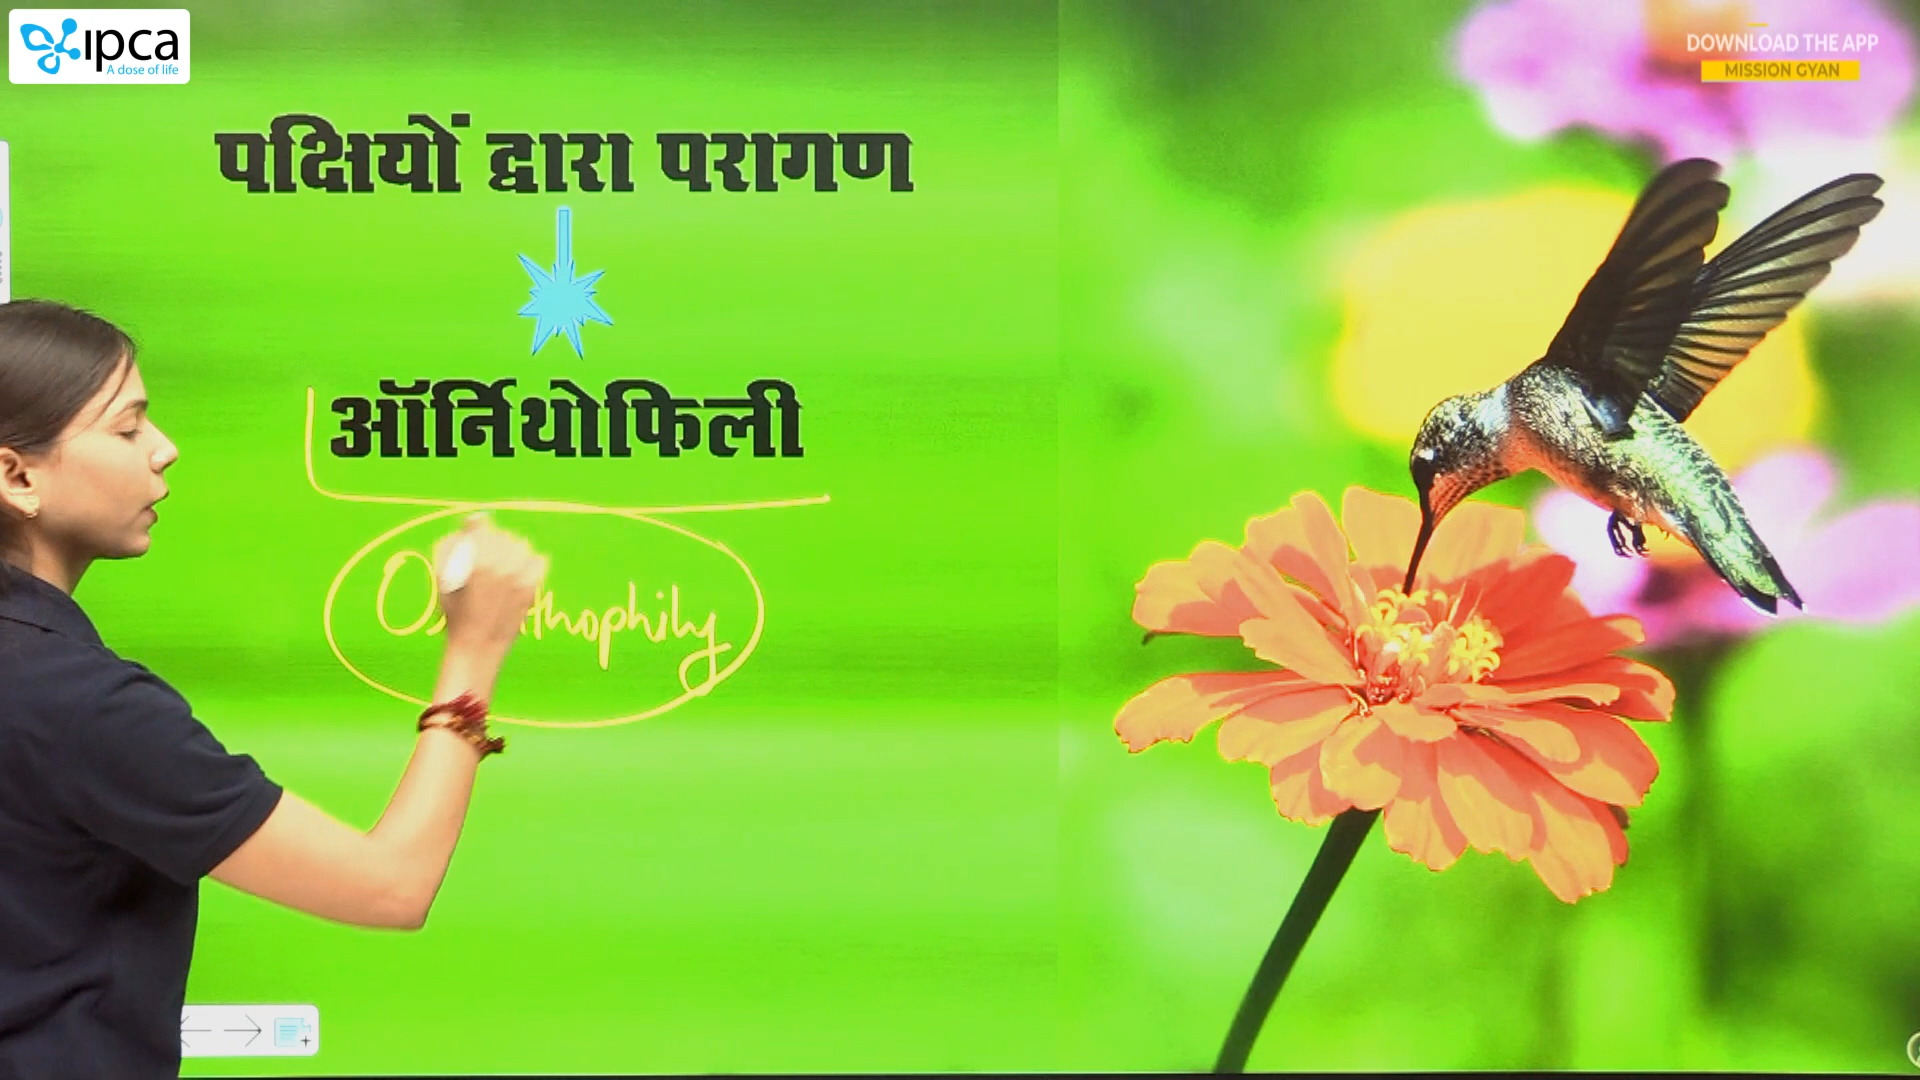 ipca
A dose of life
DOWNLOAD THE APP
MISSION GYAN
पक्षियों द्वारा परागण
ऑर्निथोफिली